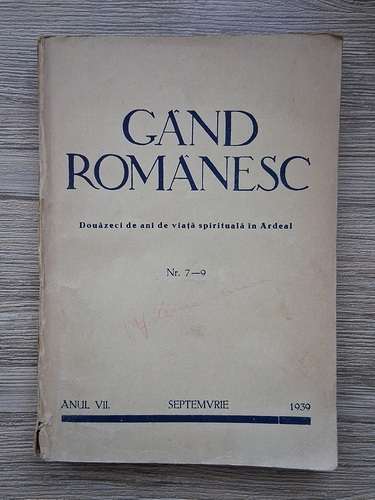 GÂND
ROMÂNESC
Douăzeci de ani de viață spirituală în Ardeal
Nr. 7—9
ANUL VII. SEPTEMVRIE 1939